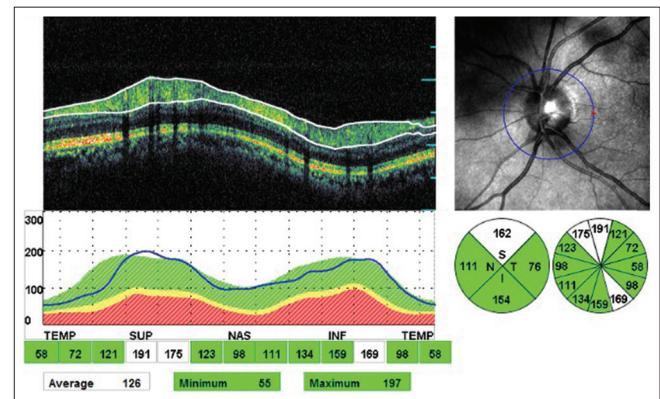 300
200
100
0
TEMP SUP NAS INF TEMP
58 72 121 191 175 123 98 111 134 159 169 98 58
Average 126 Minimum 55 Maximum 197
162
S
111 N T 76
I
154
175 191 121
123 72
98 58
111 98
134 159 169